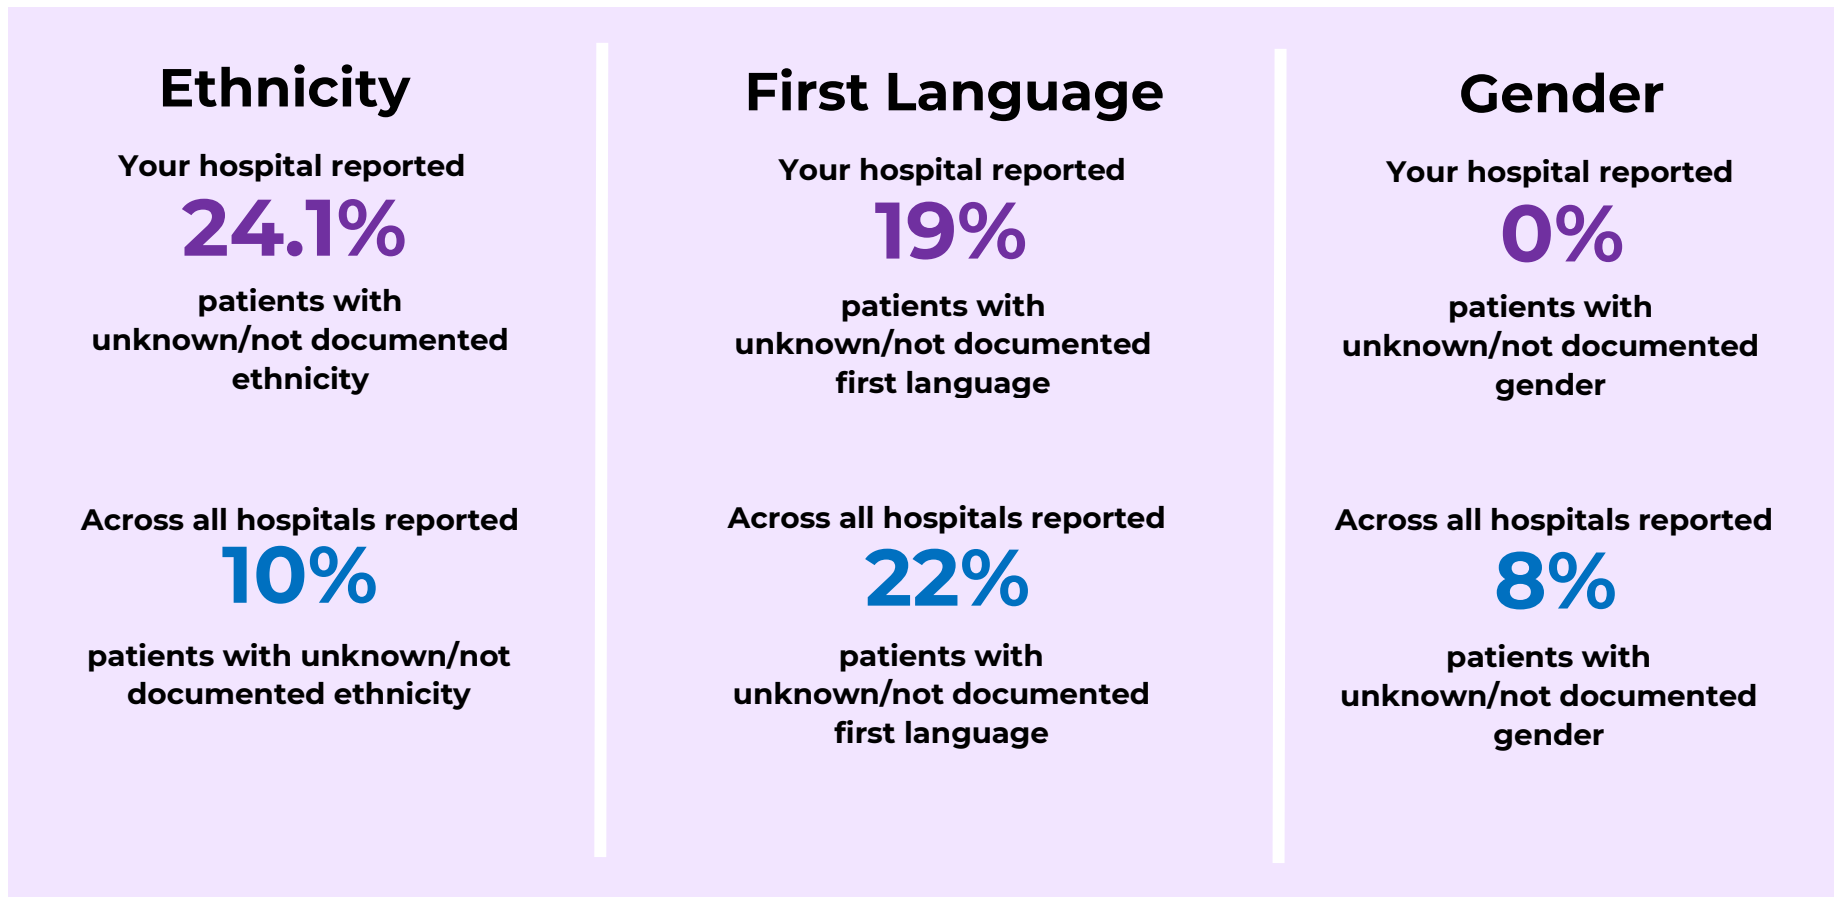 Ethnicity
Your hospital reported
24.1%
patients with
unknown/not documented
ethnicity
Across all hospitals reported
10%
patients with unknown/not
documented ethnicity
First Language
Your hospital reported
19%
patients with
unknown/not documented
first language
Across all hospitals reported
22%
patients with
unknown/not documented
first language
Gender
Your hospital reported
0%
patients with
unknown/not documented
gender
Across all hospitals reported
8%
patients with
unknown/not documented
gender